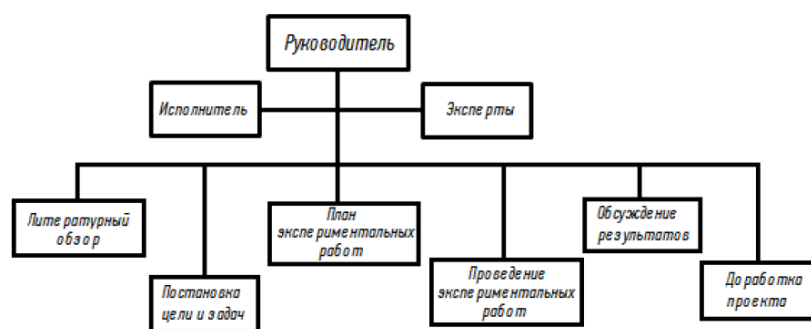 Руководитель
Исполнитель
Эксперты
Литературный
обзор
Постановка
цели и задач
План
экспериментальных
работ
Проведение
экспериментальных
работ
Обсуждение
результатов
Доработка
проекта